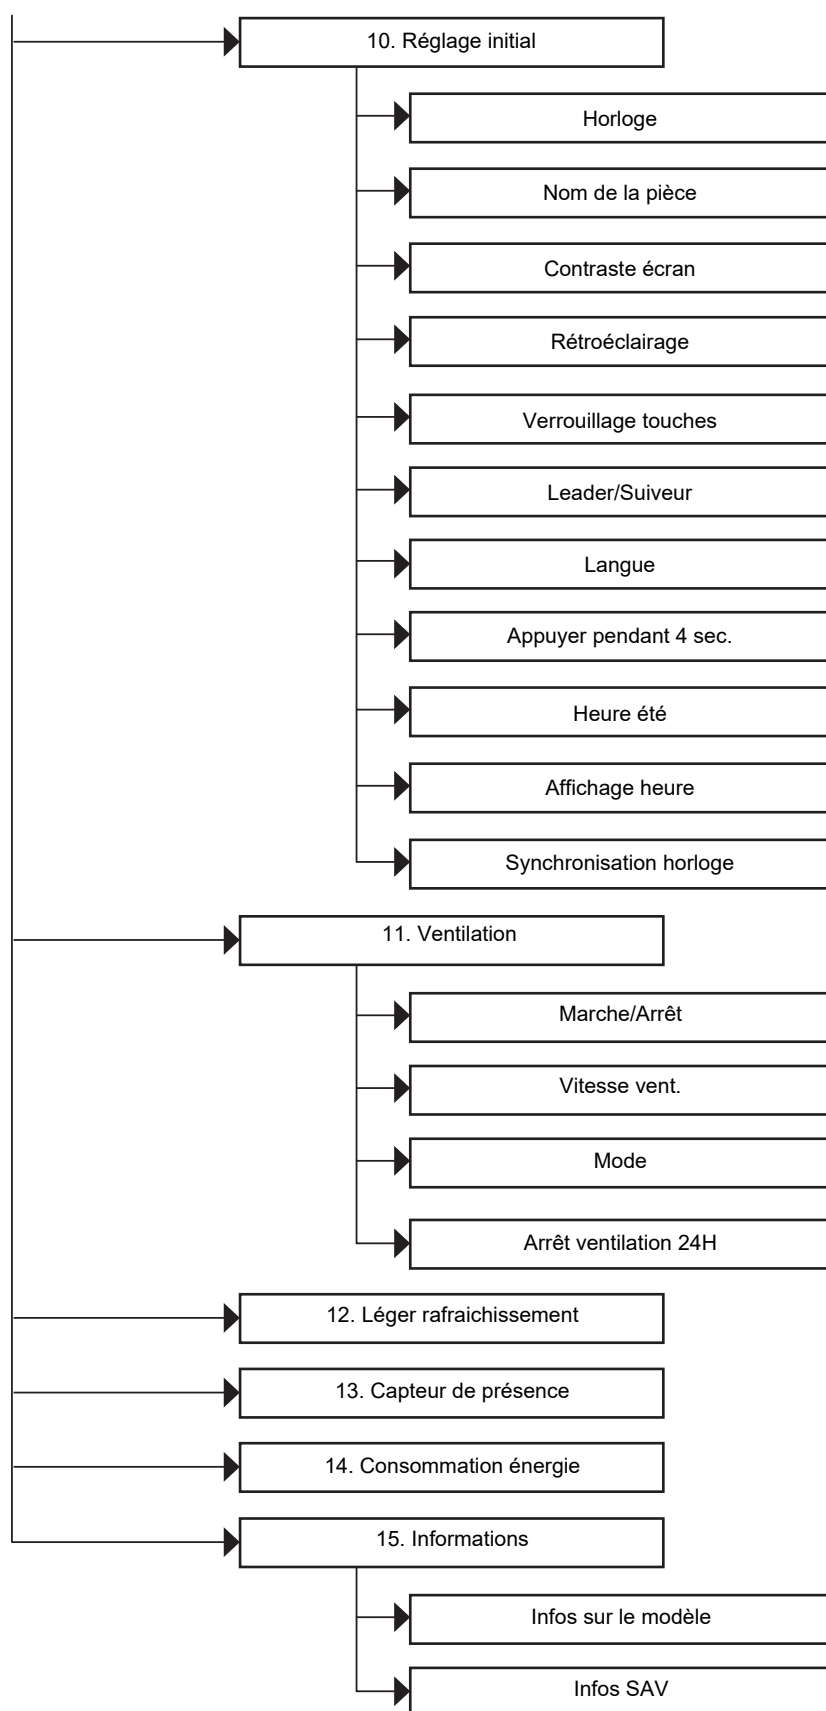 10. Réglage initial
Horloge
Nom de la pièce
Contraste écran
Rétroéclairage
Verrouillage touches
Leader/Suiveur
Langue
Appuyer pendant 4 sec.
Heure été
Affichage heure
Synchronisation horloge
11. Ventilation
Marche/Arrêt
Vitesse vent.
Mode
Arrêt ventilation 24H
12. Léger rafraichissement
13. Capteur de présence
14. Consommation énergie
15. Informations
Infos sur le modèle
Infos SAV